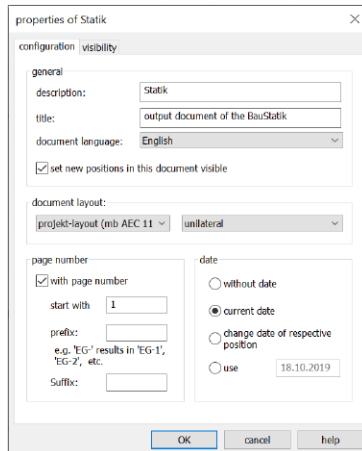 properties of Statik
configuration visibility
general
description: Statik
title: output document of the BauStatik
document language: English
set new positions in this document visible
document layout:
projekt-layout (mb AEC 11 unilateral
page number
with page number
start with 1
prefix:
e.g. 'EG-' results in 'EG-1',
'EG-2', etc.
Suffix:
date
without date
current date
change date of respective
position
use 18.10.2019
OK cancel help